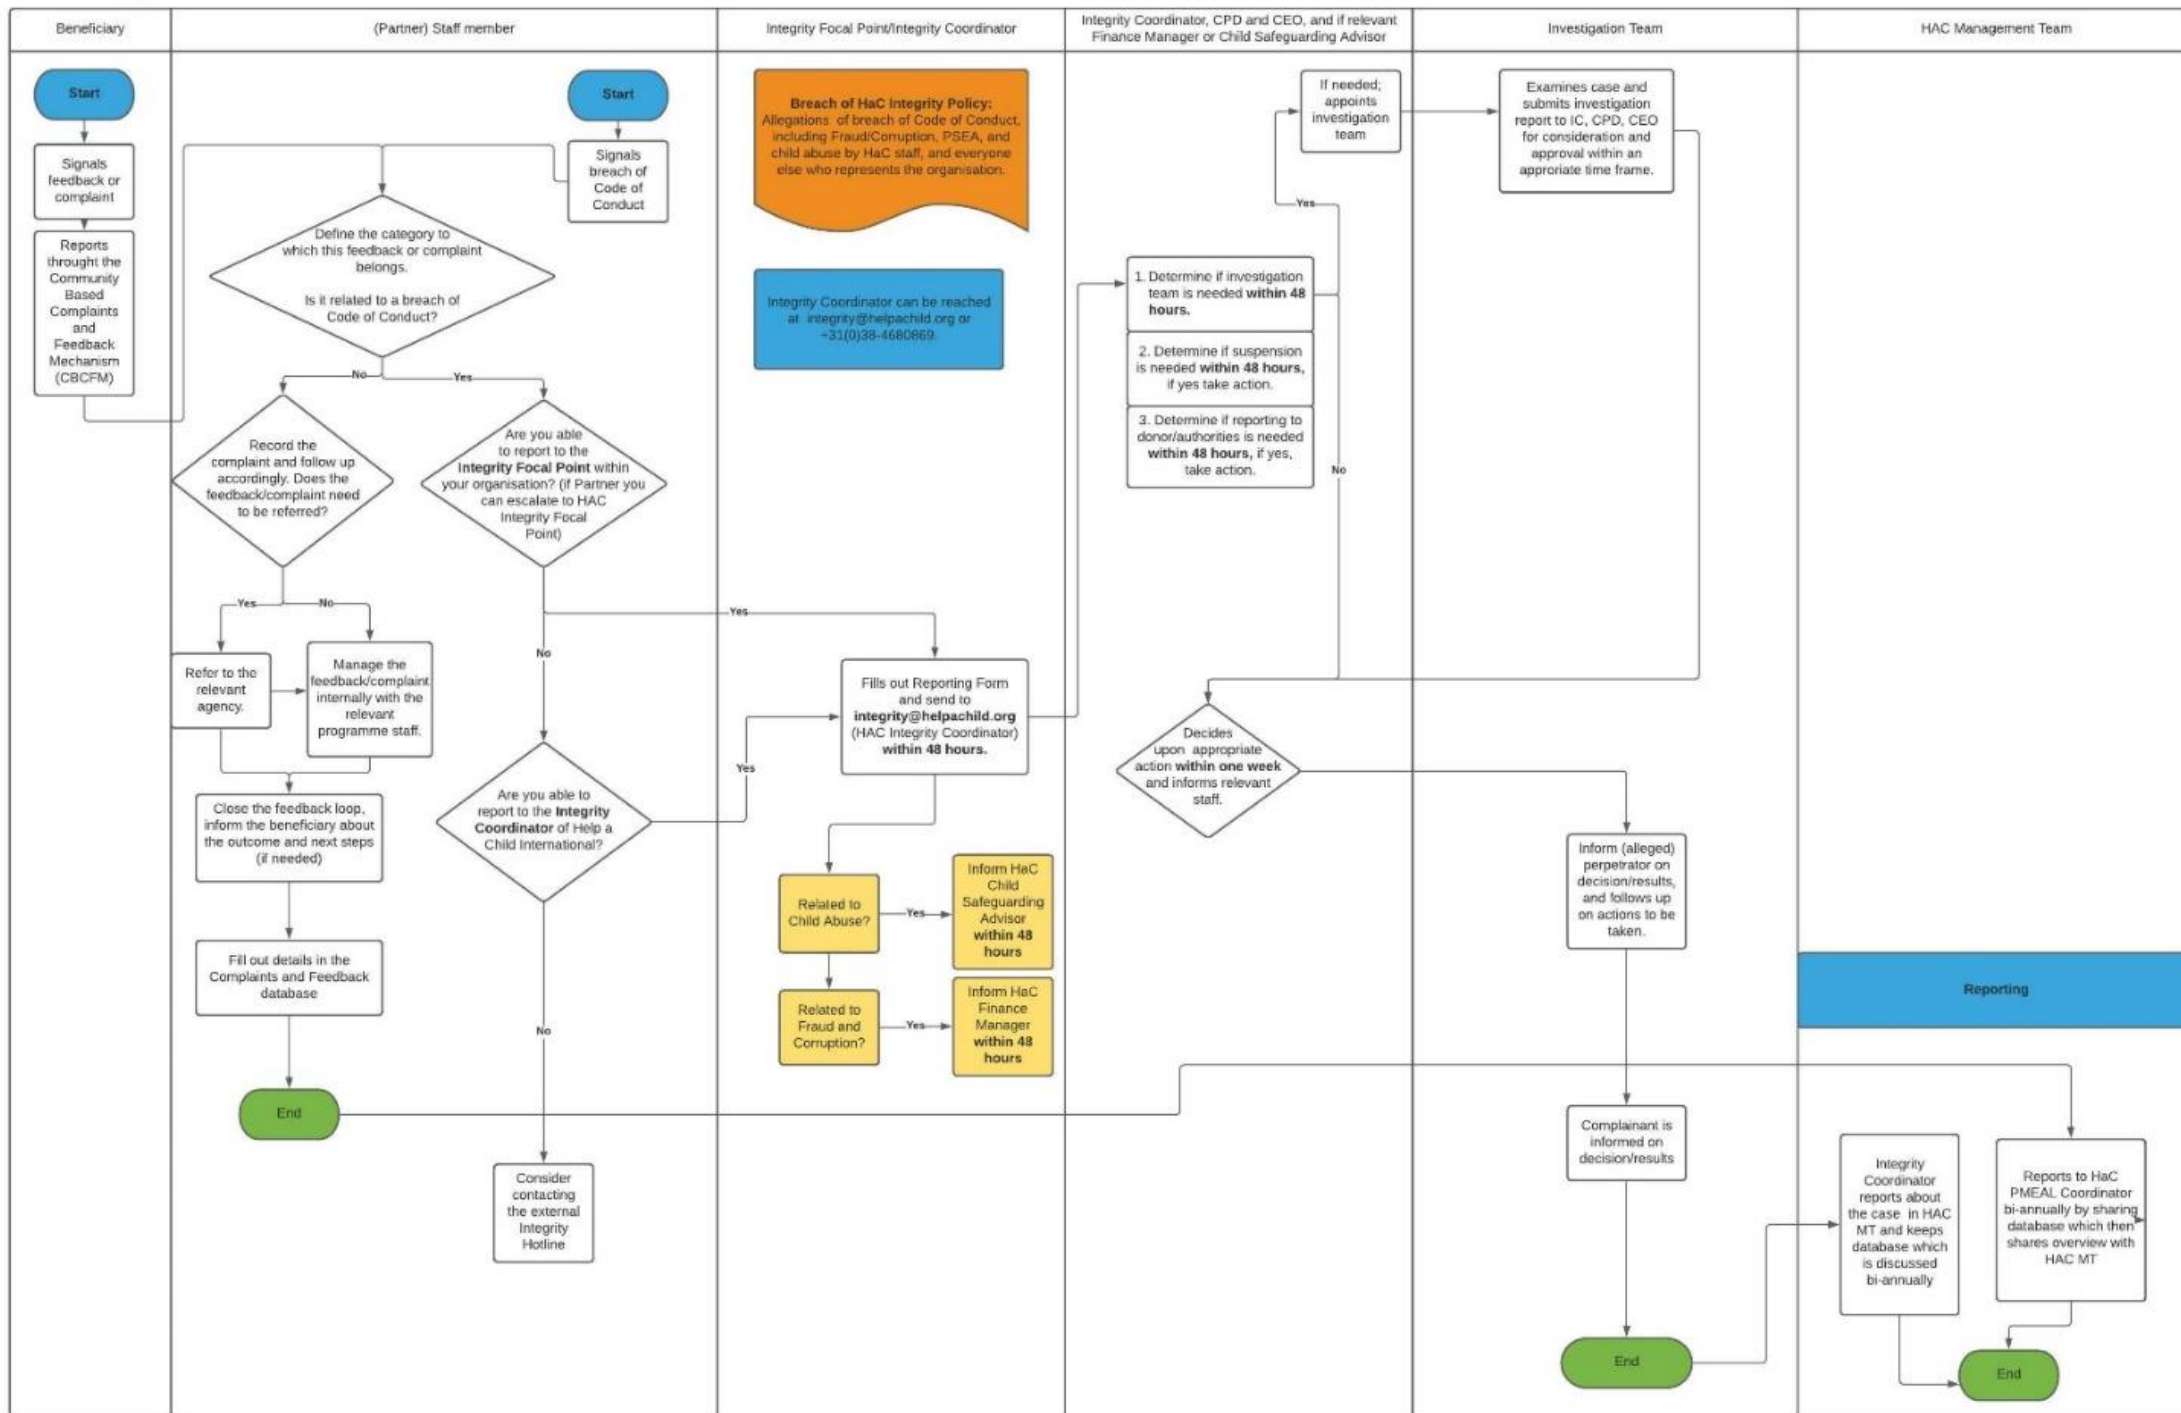 Beneficiary
(Partner) Staff member
Integrity Focal Point/Integrity Coordinator
Integrity Coordinator, CPD and CEO, and if relevant
Finance Manager or Child Safeguarding Advisor
Investigation Team
HAC Management Team
Start
Signals
feedback or
complaint
Reports
throught the
Community
Based
Complaints
and
Feedback
Mechanism
(CBCFM)
Start
Signals
breach of
Code of
Conduct
Define the category to
which this feedback or complaint
belongs.
Is it related to a breach of
Code of Conduct?
No
Yes
Record the
complaint and follow up
accordingly. Does the
feedback/complaint need
to be referred?
Are you able
to report to the
Integrity Focal Point within
your organisation? (if Partner you
can escalate to HAC
Integrity Focal
Point)
Yes
No
Refer to the
relevant
agency.
Manage the
feedback/complaint
internally with the
relevant
programme staff.
Close the feedback loop,
inform the beneficiary about
the outcome and next steps
(if needed)
Fill out details in the
Complaints and Feedback
database
End
No
Yes
Are you able to
report to the Integrity
Coordinator of Help a
Child International?
Yes
No
Consider
contacting
the external
Integrity
Hotline
Breach of HaC Integrity Policy:
Allegations of breach of Code of Conduct,
including Fraud/Corruption, PSEA, and
child abuse by HaC staff, and everyone
else who represents the organisation.
Integrity Coordinator can be reached
at integrity@helpachild.org or
+31(0)38-4680869.
Fills out Reporting Form
and send to
integrity@helpachild.org
(HAC Integrity Coordinator)
within 48 hours.
Related to
Child Abuse?
Yes
Inform HaC
Child
Safeguarding
Advisor
within 48
hours
Related to
Fraud and
Corruption?
Yes
Inform HaC
Finance
Manager
within 48
hours
If needed;
appoints
investigation
team
Yes
1. Determine if investigation
team is needed within 48
hours.
2. Determine if suspension
is needed within 48 hours,
if yes take action.
3. Determine if reporting to
donor/authorities is needed
within 48 hours, if yes,
take action.
No
Decides
upon appropriate
action within one week
and informs relevant
staff.
Examines case and
submits investigation
report to IC, CPD, CEO
for consideration and
approval within an
approriate time frame.
Inform (alleged)
perpetrator on
decision/results,
and follows up
on actions to be
taken.
Complainant is
informed on
decision/results
End
Reporting
Integrity
Coordinator
reports about
the case in HAC
MT and keeps
database which
is discussed
bi-annually
Reports to HaC
PMEAL Coordinator
bi-annually by sharing
database which then
shares overview with
HAC MT
End